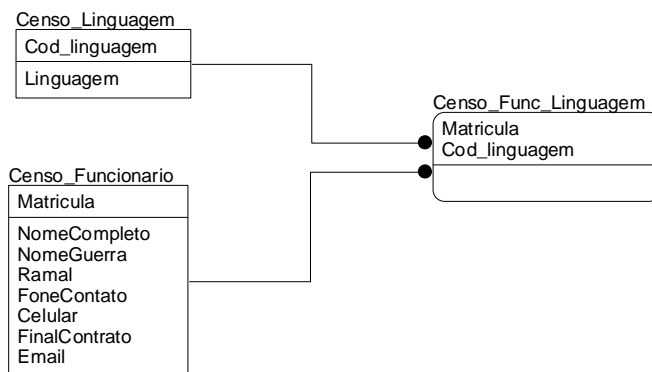 Censo_Linguagem
Cod_linguagem
Linguagem
Censo_Func_Linguagem
Matricula
Cod_linguagem
Censo_Funcionario
Matricula
NomeCompleto
NomeGuerra
Ramal
FoneContato
Celular
FinalContrato
Email